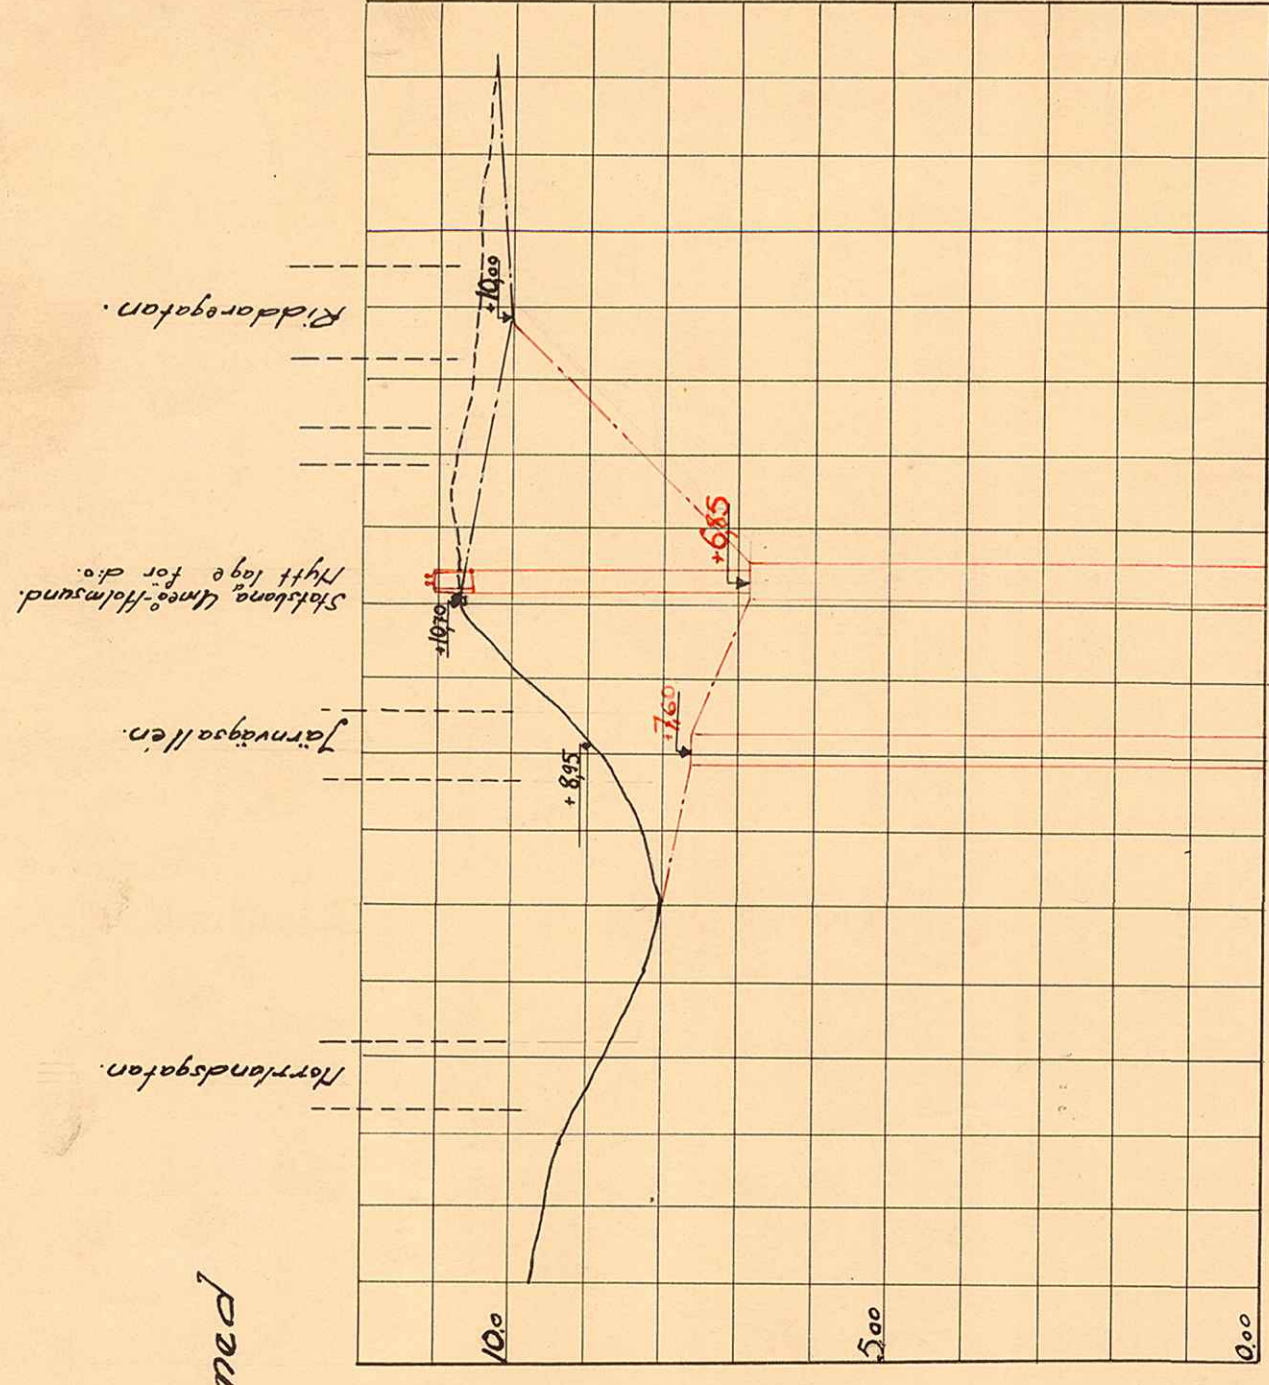 Riddaregatan.
+10,00
Nytt läge för d:o.
Statsbana Umeå-Holmsund.
+10,70
+6,85
Järnvägsallén.
+7,60
+8,95
Norrlandsgatan.
10.0
5,00
0.00